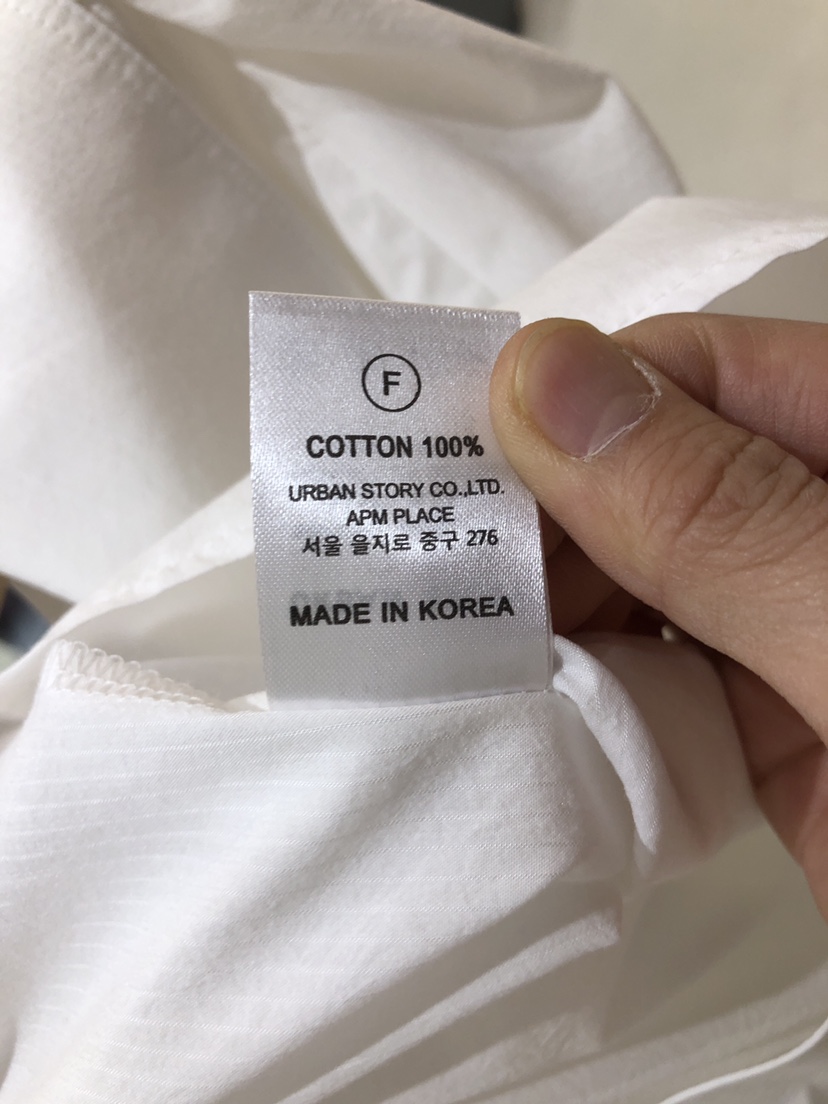 F
COTTON 100%
URBAN STORY CO.,LTD.
APM PLACE
서울 을지로 중구 276
MADE IN KOREA